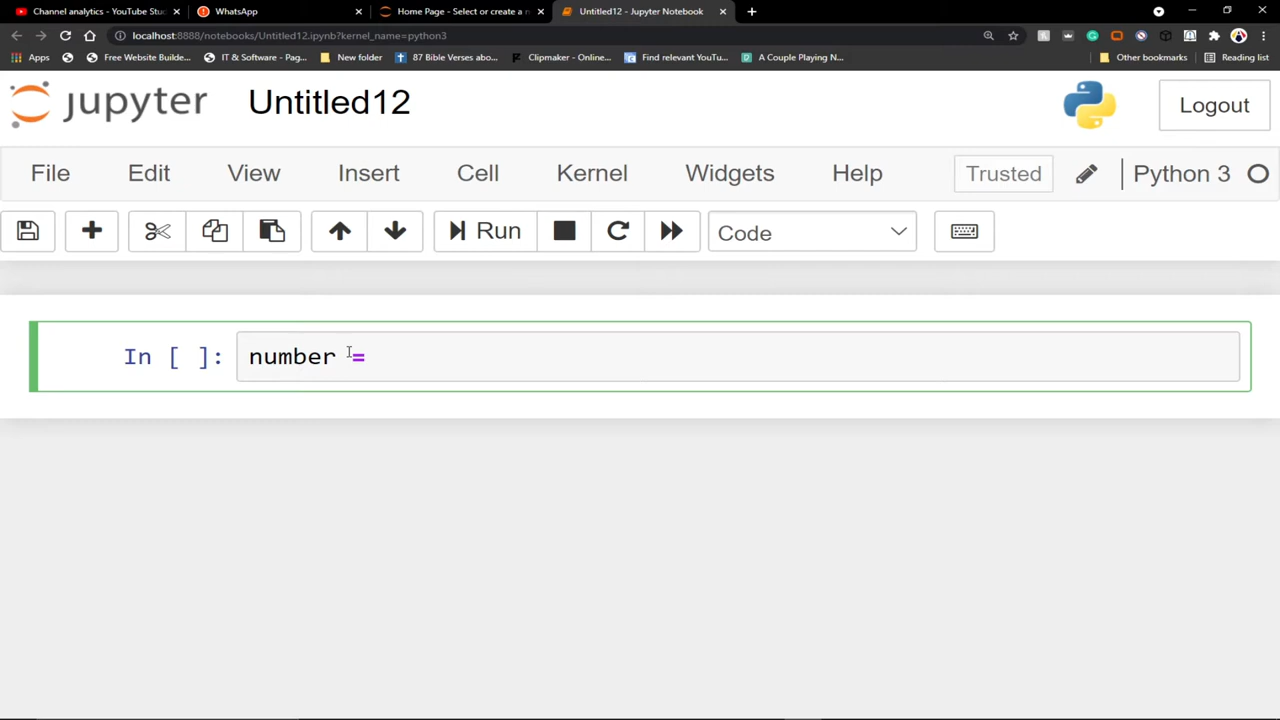 Channel analytics - YouTube Stu
WhatsApp
Home Page - Select or create a n
Untitled12 - Jupyter Notebook
localhost:8888/notebooks/Untitled12.ipynb?kernel_name=python3
Apps
Free Website Builde...
IT & Software - Pag...
New folder
87 Bible Verses abo...
Clipmaker - Online...
Find relevant YouTu...
A Couple Playing N...
Other bookmarks
Reading list
jupyter
Untitled12
Logout
File
Edit
View
Insert
Cell
Kernel
Widgets
Help
Trusted
Python 3
Run
Code
In [ ]:
number =